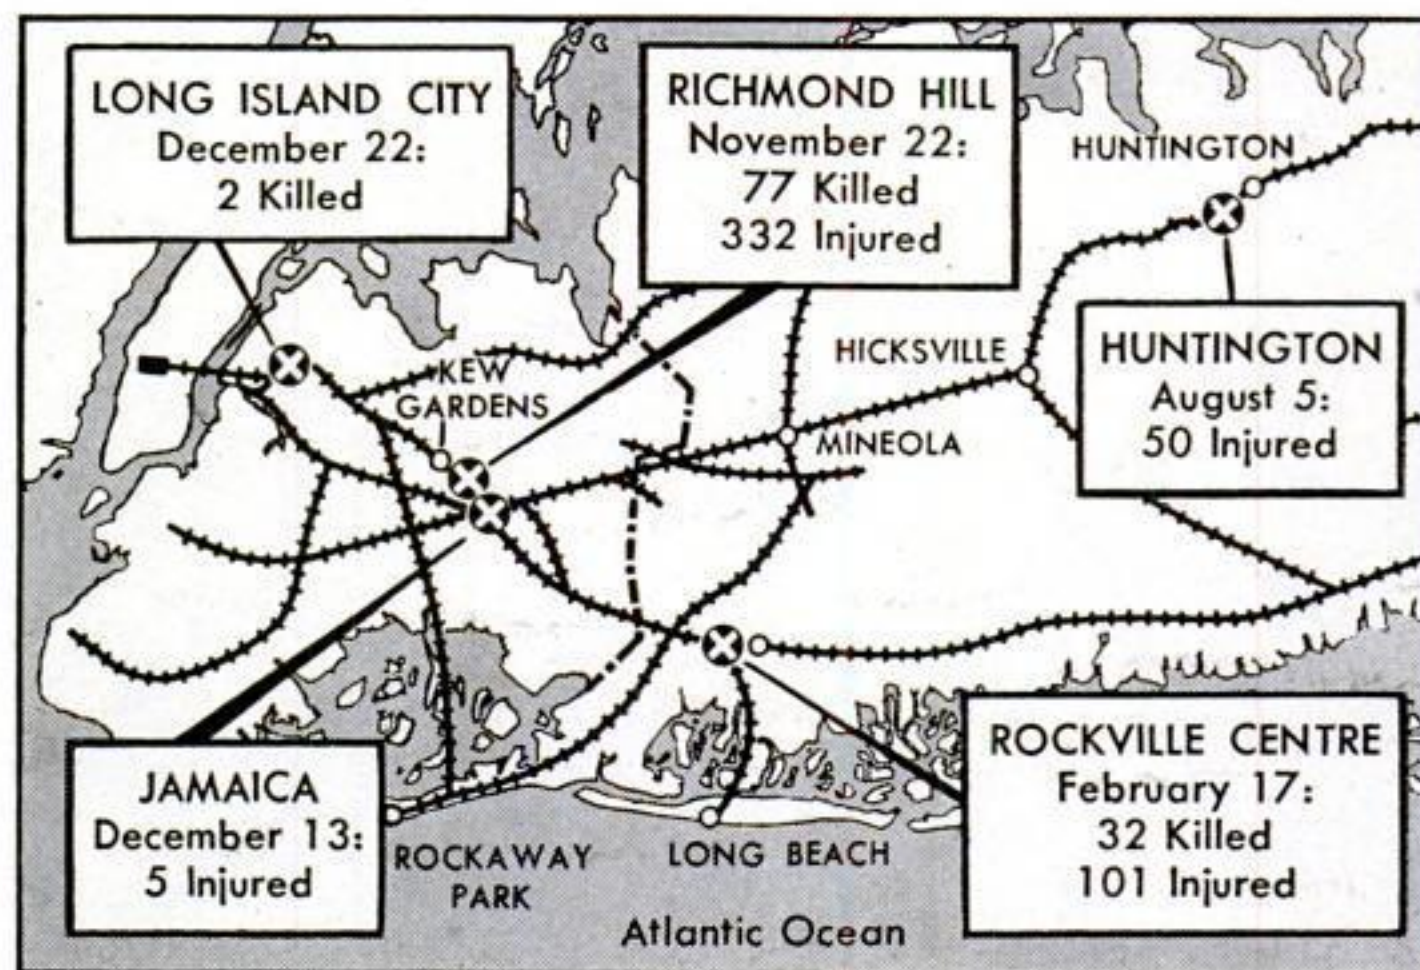 LONG ISLAND CITY
December 22:
2 Killed
RICHMOND HILL
November 22:
77 Killed
332 Injured
HUNTINGTON
HUNTINGTON
August 5:
50 Injured
KEW
GARDENS
HICKSVILLE
MINEOLA
JAMAICA
December 13:
5 Injured
ROCKAWAY
PARK
LONG BEACH
Atlantic Ocean
ROCKVILLE CENTRE
February 17:
32 Killed
101 Injured